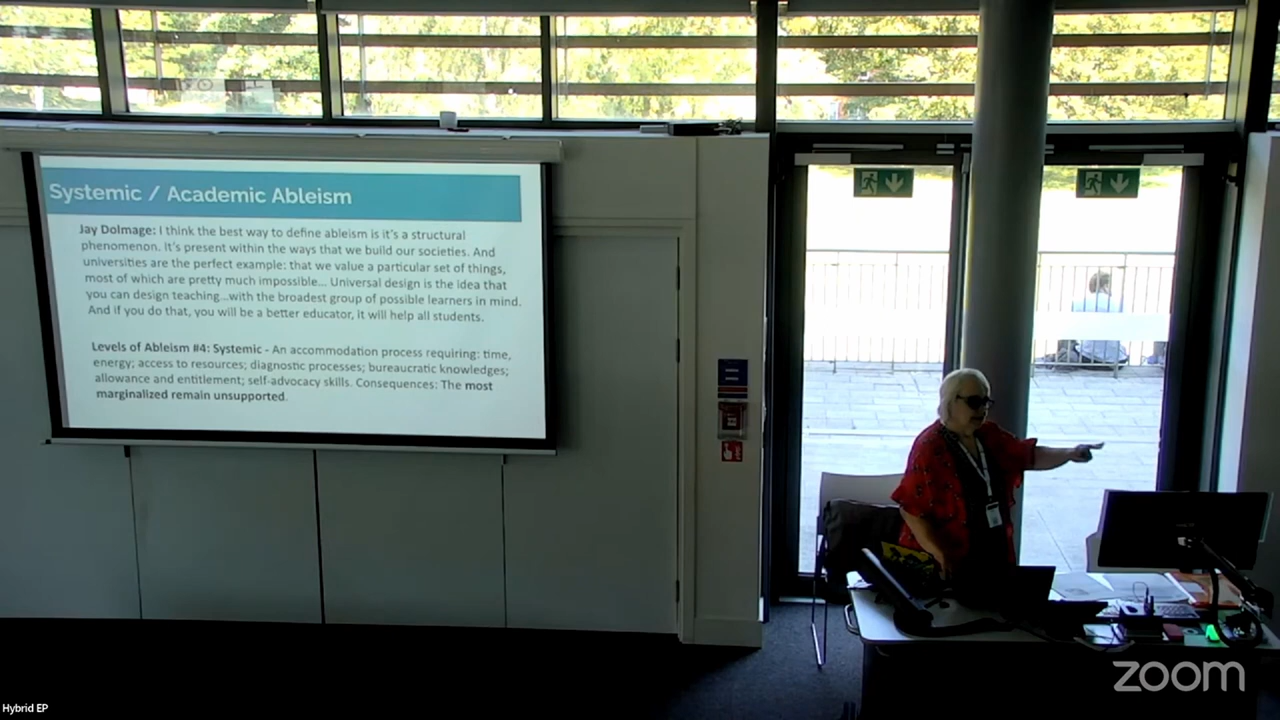 Systemic / Academic Ableism
Jay Dolmage: I think the best way to define ableism is it's a structural
phenomenon. It's present within the ways that we build our societies. And
universities are the perfect example: that we value a particular set of things,
most of which are pretty much impossible... Universal design is the idea that
you can design teaching...with the broadest group of possible learners in mind.
And if you do that, you will be a better educator, it will help all students.
Levels of Ableism #4: Systemic - An accommodation process requiring: time,
energy; access to resources; diagnostic processes; bureaucratic knowledges;
allowance and entitlement; self-advocacy skills. Consequences: The most
marginalized remain unsupported.
zoom
Hybrid EP